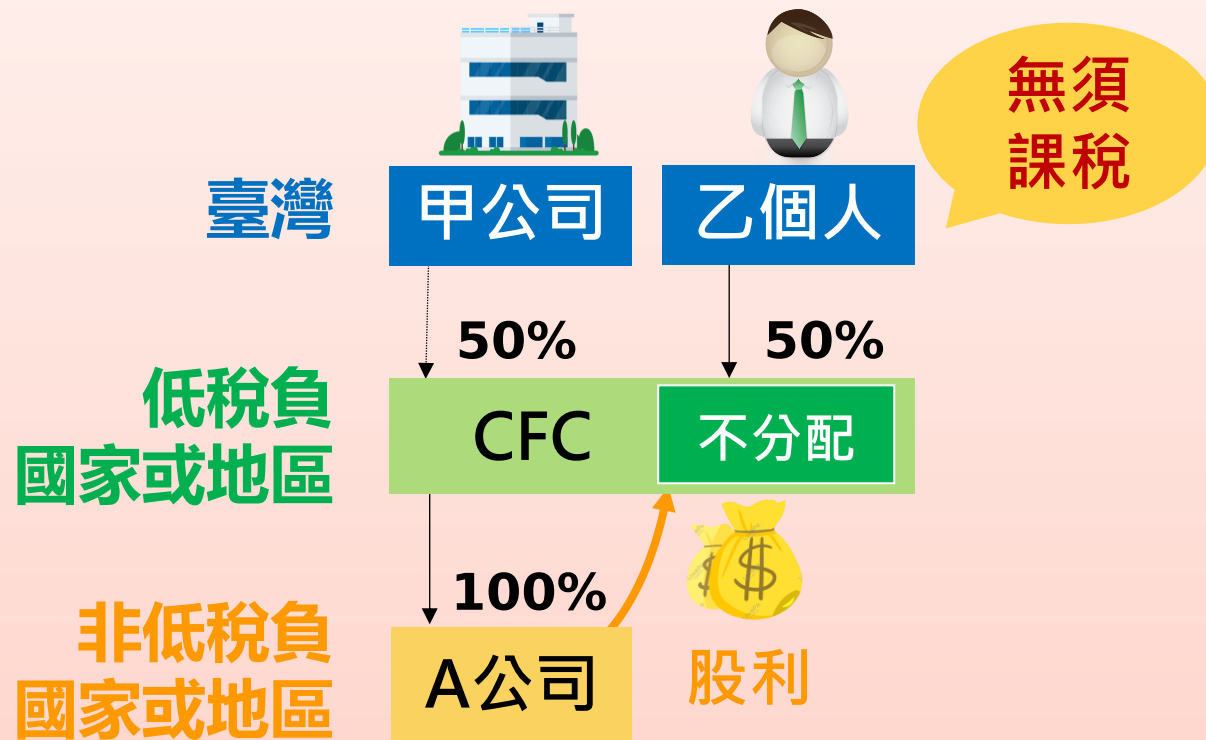 無須
課稅
臺灣
甲公司
乙個人
50%
50%
低稅負
國家或地區
CFC
不分配
100%
$
$
非低稅負
國家或地區
A公司
股利